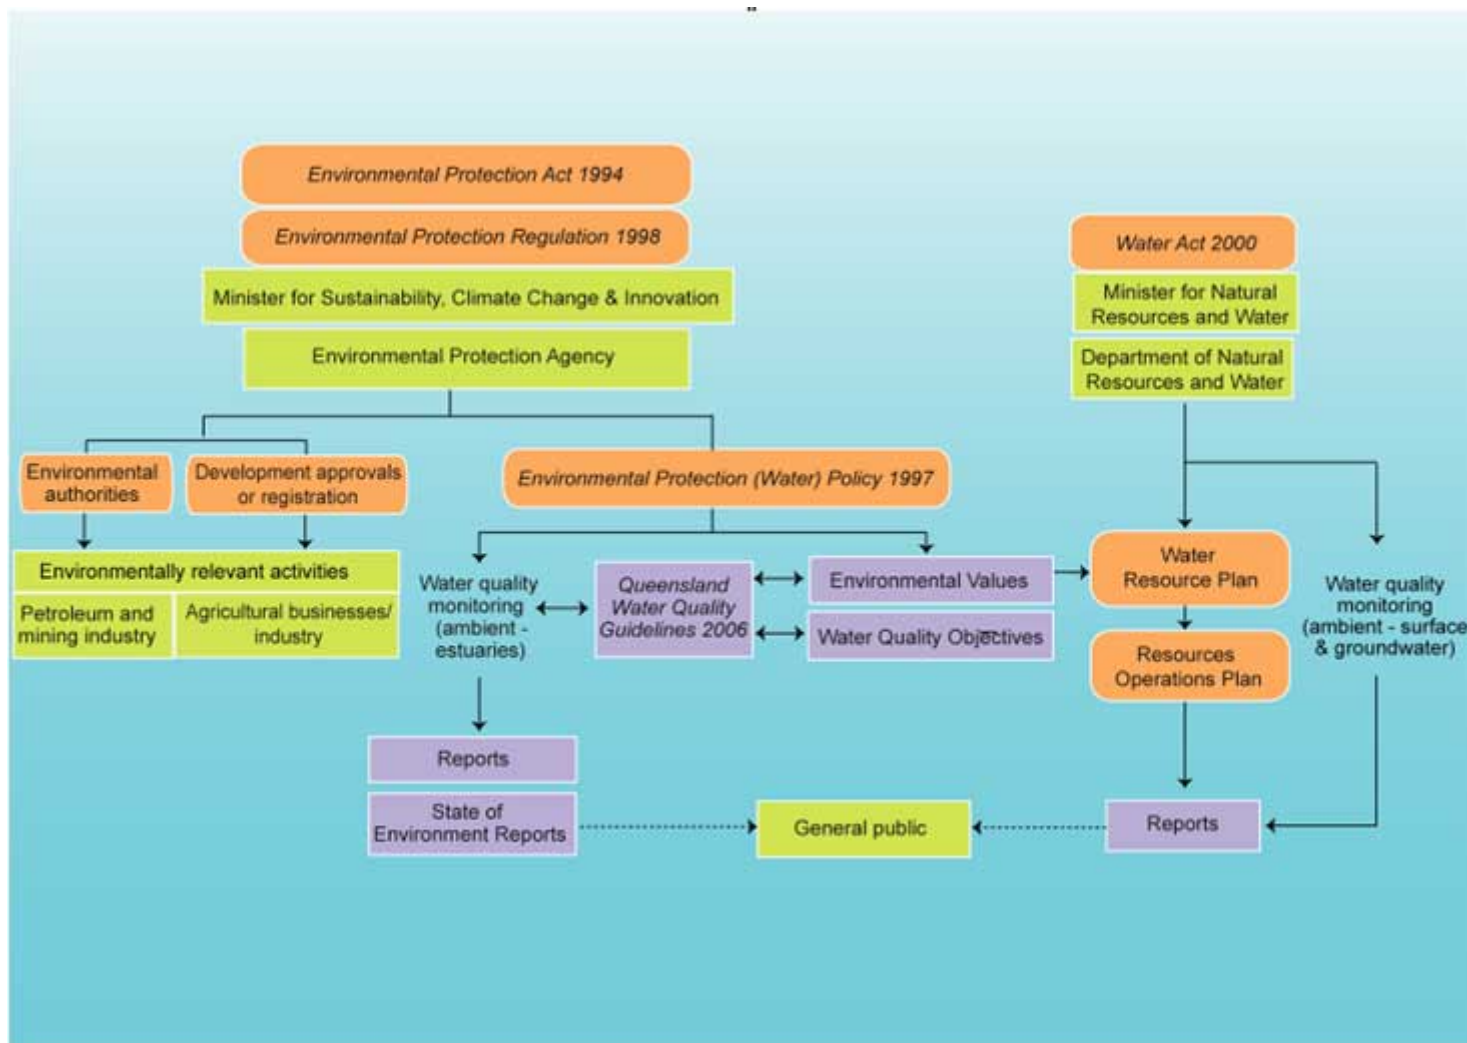 Environmental Protection Act 1994
Environmental Protection Regulation 1998
Minister for Sustainability, Climate Change & Innovation
Environmental Protection Agency
Water Act 2000
Minister for Natural
Resources and Water
Department of Natural
Resources and Water
Environmental
authorities
Development approvals
or registration
Environmental Protection (Water) Policy 1997
Environmentally relevant activities
Petroleum and
mining industry
Agricultural businesses/
industry
Water quality
monitoring
(ambient -
estuaries)
Queensland
Water Quality
Guidelines 2006
Environmental Values
Water Quality Objectives
Water
Resource Plan
Resources
Operations Plan
Water quality
monitoring
(ambient - surface
& groundwater)
Reports
State of
Environment Reports
General public
Reports